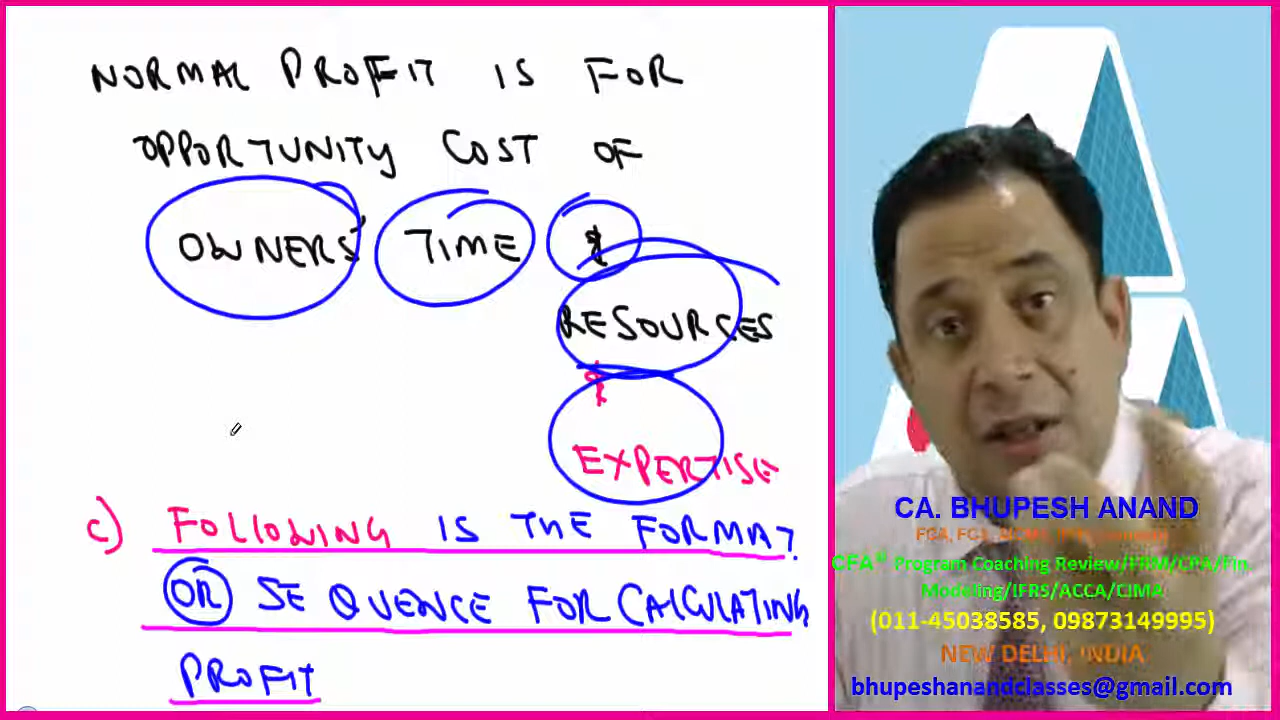 NORMAL PROFIT IS FOR
OPPORTUNITY COST OF
OWNERS' TIME &
RESOURCES
&
EXPERTISE
C) FOLLOWING IS THE FORMAT
OR SEQUENCE FOR CALCULATING
PROFIT
CA. BHUPESH ANAND
CFA® Program Coaching Review/FRM/CPA/Fin
Modeling/IFRS/ACCA/CIMA
(011-45038585, 09873149995)
NEW DELHI, INDIA
bhupeshanandclasses@gmail.com